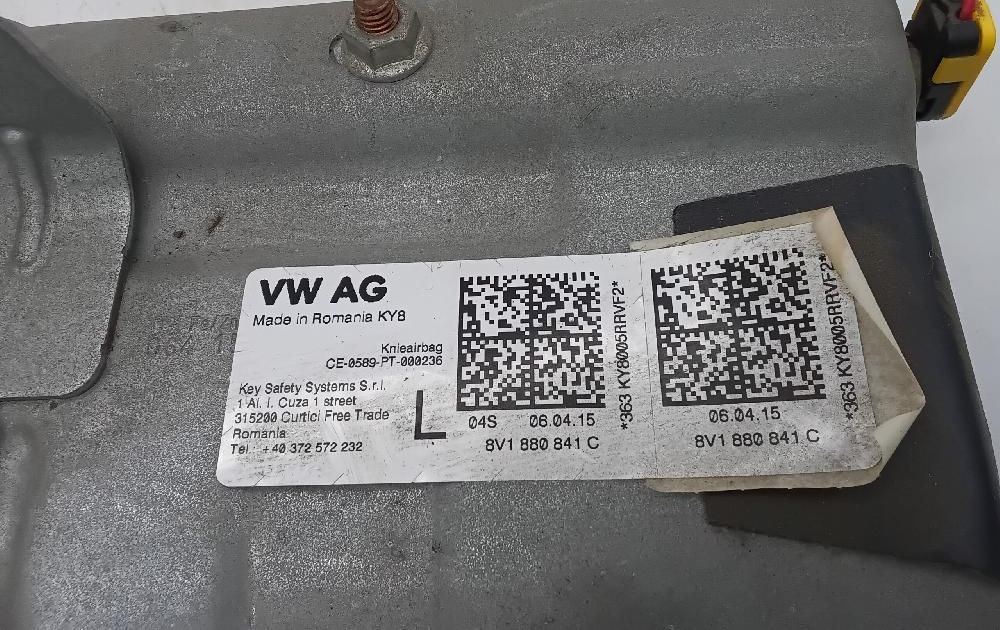 VW AG
Made in Romania KY8
Knieairbag
CE-0589-PT-000236
Key Safety Systems S.r.l.
1 Al. I. Cuza 1 street
315200 Curtici Free Trade
Romania
Tel.: +40 372 572 232
L
04S 06.04.15
8V1 880 841 C
*363 KY8005RRVF2*
06.04.15
8V1 880 841 C
*363 KY8005RRVF2*